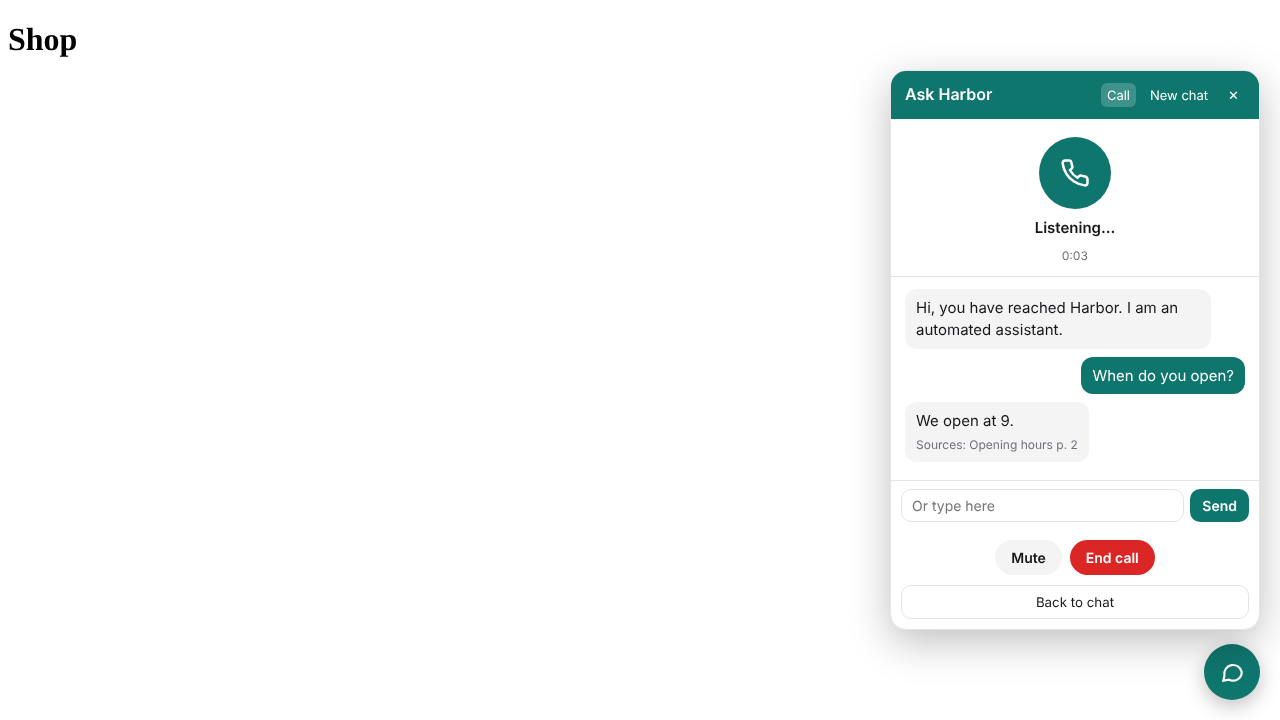 Shop
Ask Harbor
Call
New chat
×
Listening...
0:03
Hi, you have reached Harbor. I am an
automated assistant.
When do you open?
We open at 9.
Sources: Opening hours p. 2
Or type here
Send
Mute
End call
Back to chat